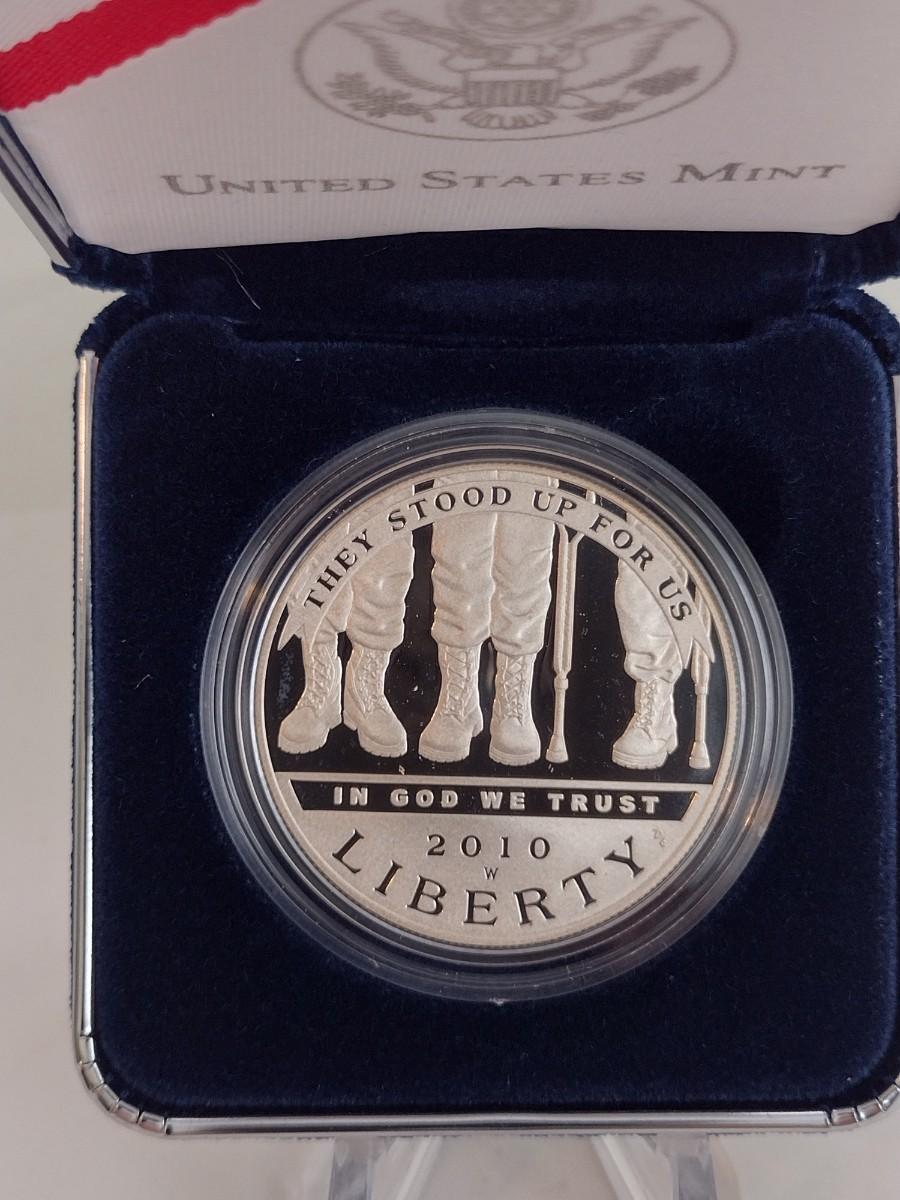 UNITED STATES MINT
THEY STOOD UP FOR US
IN GOD WE TRUST
2010
W
LIBERTY